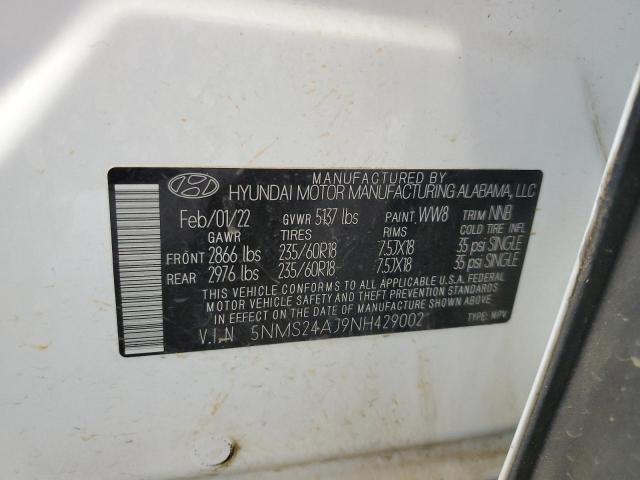 MANUFACTURED BY
HYUNDAI MOTOR MANUFACTURING ALABAMA, LLC
Feb/01/22 GVWR 5137 lbs PAINT, WW8 TRIM NNB
GAWR TIRES RIMS COLD TIRE INFL
FRONT 2866 lbs 235/60R18 7.5JX18 35 psi SINGLE
REAR 2976 lbs 235/60R18 7.5JX18 35 psi SINGLE
THIS VEHICLE CONFORMS TO ALL APPLICABLE U.S.A. FEDERAL
MOTOR VEHICLE SAFETY AND THEFT PREVENTION STANDARDS IN
EFFECT ON THE DATE OF MANUFACTURE SHOWN ABOVE.
V.I.N 5NMS24AJ9NH429002 TYPE: MPV